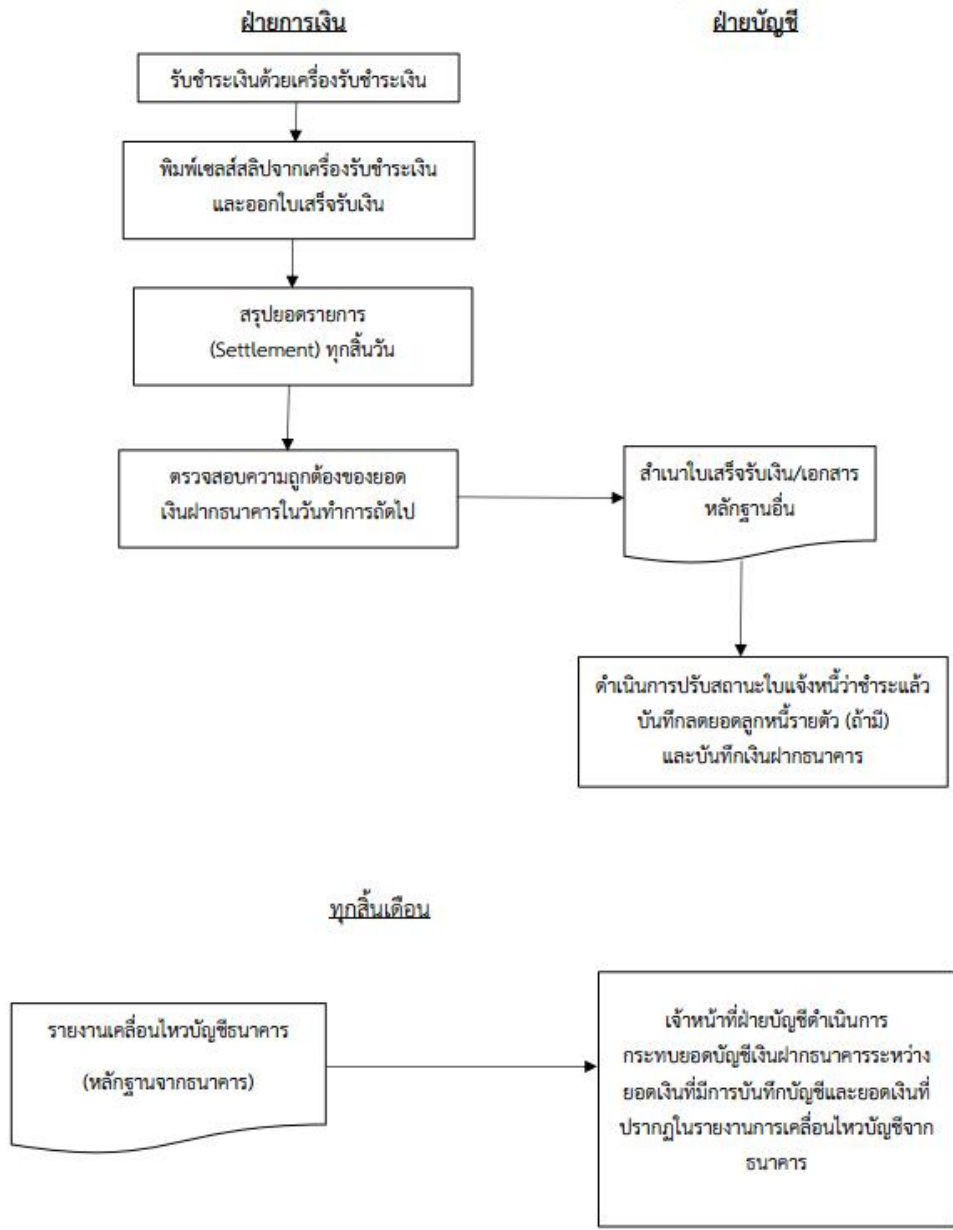 ฝ่ายการเงิน
ฝ่ายบัญชี
รับชำระเงินด้วยเครื่องรับชำระเงิน
พิมพ์เซลส์สลิปจากเครื่องรับชำระเงิน
และออกใบเสร็จรับเงิน
สรุปยอดรายการ
(Settlement) ทุกสิ้นวัน
ตรวจสอบความถูกต้องของยอด
เงินฝากธนาคารในวันทำการถัดไป
สำเนาใบเสร็จรับเงิน/เอกสาร
หลักฐานอื่น
ดำเนินการปรับสถานะใบแจ้งหนี้ว่าชำระแล้ว
บันทึกลดยอดลูกหนี้รายตัว (ถ้ามี)
และบันทึกเงินฝากธนาคาร
ทุกสิ้นเดือน
รายงานเคลื่อนไหวบัญชีธนาคาร
(หลักฐานจากธนาคาร)
เจ้าหน้าที่ฝ่ายบัญชีดำเนินการ
กระทบยอดบัญชีเงินฝากธนาคารระหว่าง
ยอดเงินที่มีการบันทึกบัญชีและยอดเงินที่
ปรากฏในรายงานการเคลื่อนไหวบัญชีจาก
ธนาคาร